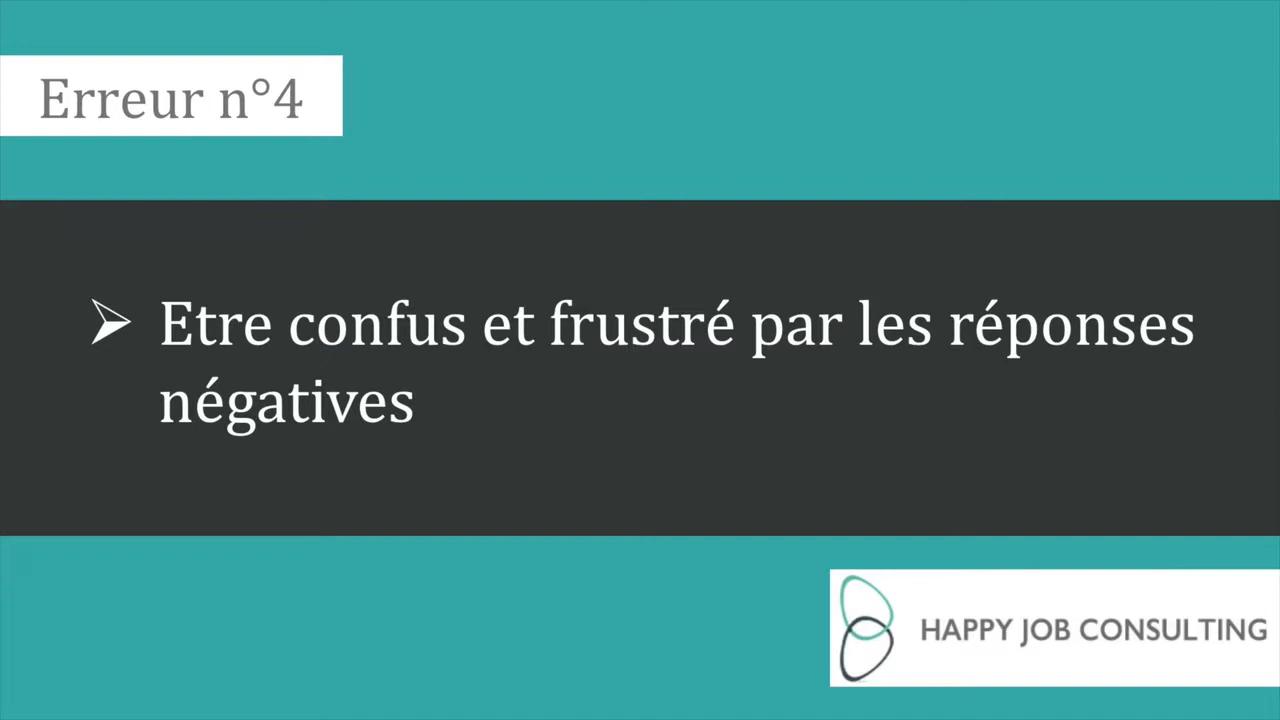 Erreur n°4
➢ Etre confus et frustré par les réponses
négatives
HAPPY JOB CONSULTING